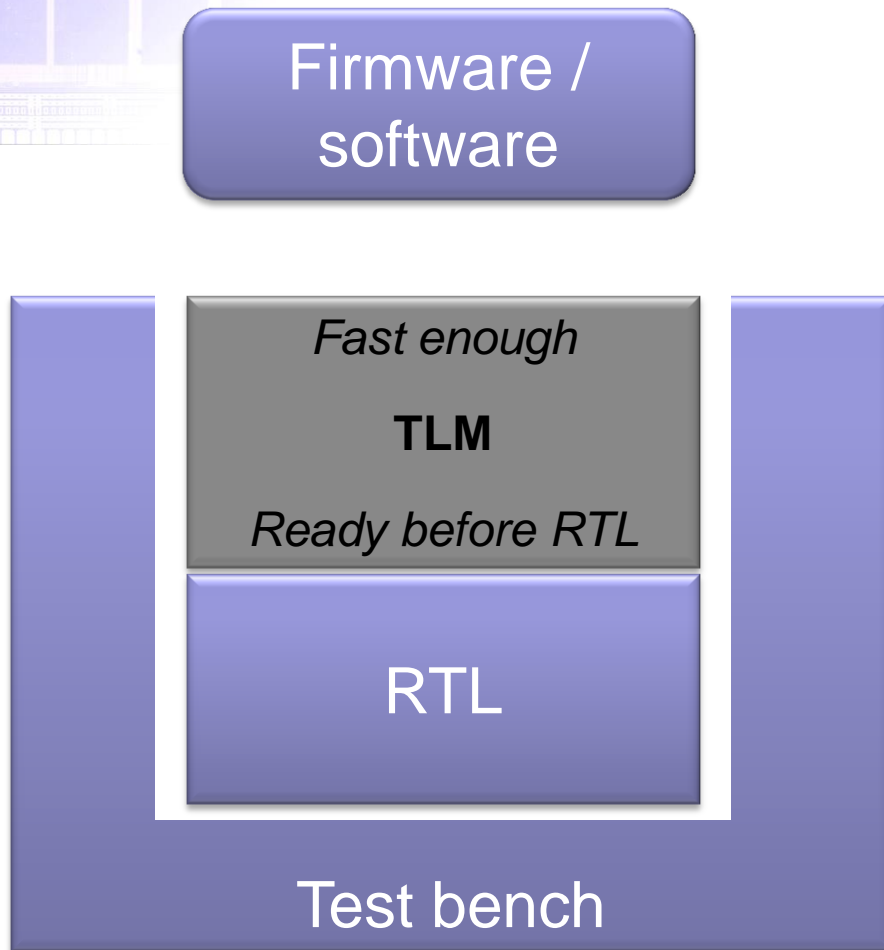 Firmware /
software
Fast enough
TLM
Ready before RTL
RTL
Test bench